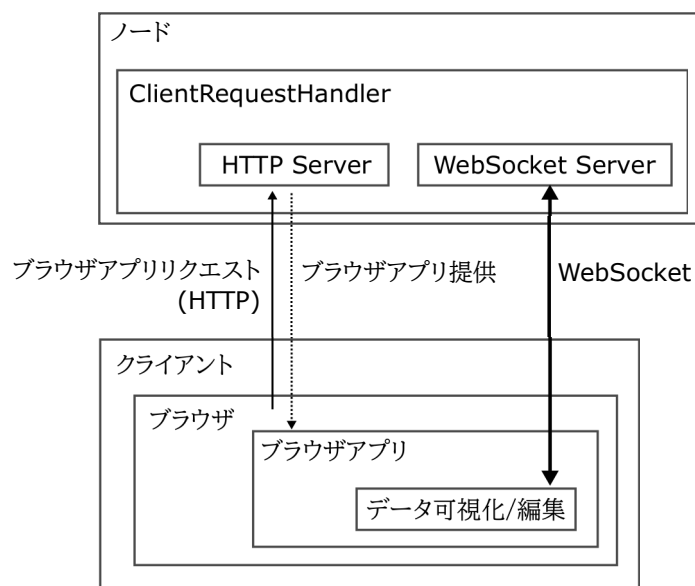 ノード
ClientRequestHandler
HTTP Server
WebSocket Server
ブラウザアプリリクエスト
(HTTP)
ブラウザアプリ提供
WebSocket
クライアント
ブラウザ
ブラウザアプリ
データ可視化/編集